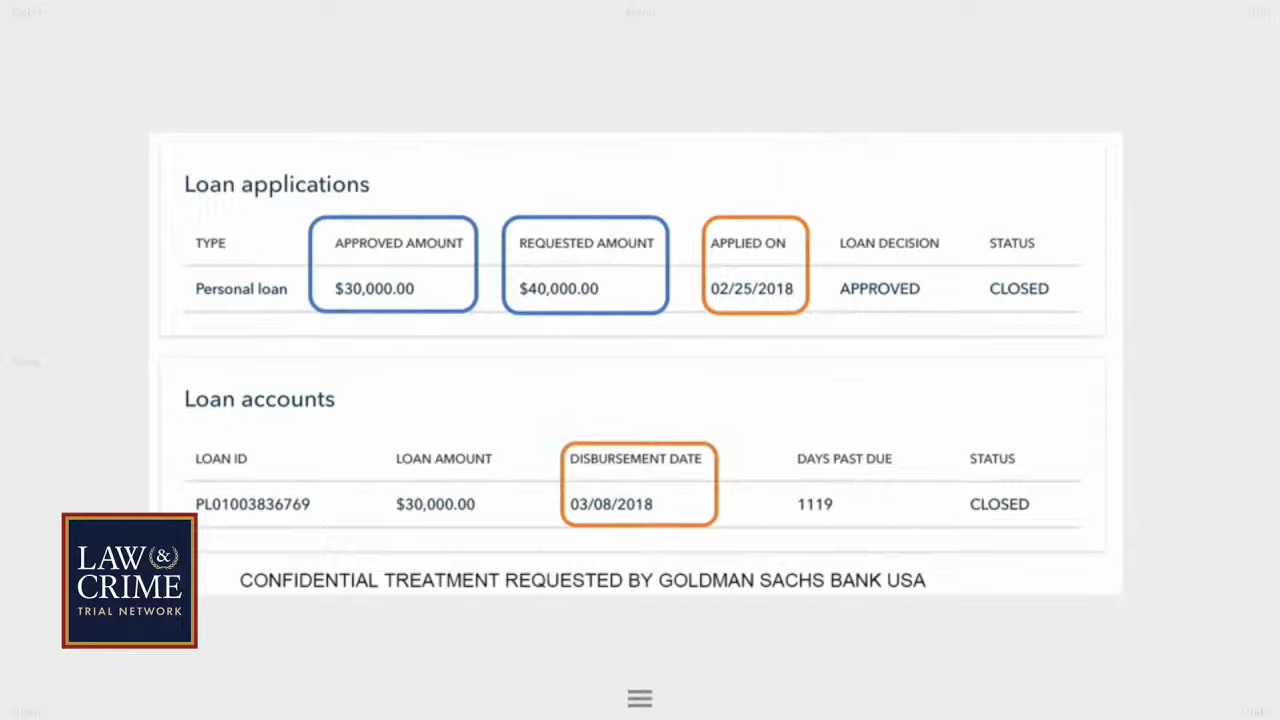 Loan applications
TYPE APPROVED AMOUNT REQUESTED AMOUNT APPLIED ON LOAN DECISION STATUS
Personal loan $30,000.00 $40,000.00 02/25/2018 APPROVED CLOSED
Loan accounts
LOAN ID LOAN AMOUNT DISBURSEMENT DATE DAYS PAST DUE STATUS
PL01003836769 $30,000.00 03/08/2018 1119 CLOSED
CONFIDENTIAL TREATMENT REQUESTED BY GOLDMAN SACHS BANK USA
LAW &
CRIME
TRIAL NETWORK